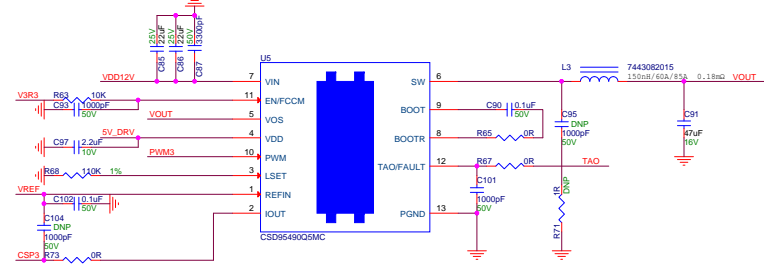 25V
22uF
C85
25V
22uF
C86
50V
3300pF
C87
U5
VDD12V
7
VIN
SW
6
L3
7443082015
150nH/60A/85A 0.18mΩ
VOUT
V3R3
R63
10K
C93
1000pF
50V
11
EN/FCCM
BOOT
9
C90
0.1uF
50V
C95
DNP
1000pF
50V
C91
47uF
16V
VOUT
5
VOS
5V_DRV
4
VDD
BOOTR
8
R65
0R
C97
2.2uF
10V
PWM3
10
PWM
TAO/FAULT
12
R67
0R
TAO
R68
110K
1%
3
LSET
C101
1000pF
50V
1R
DNP
R71
VREF
C102
0.1uF
50V
1
REFIN
C104
DNP
1000pF
50V
2
IOUT
PGND
13
CSP3
R73
0R
CSD95490Q5MC